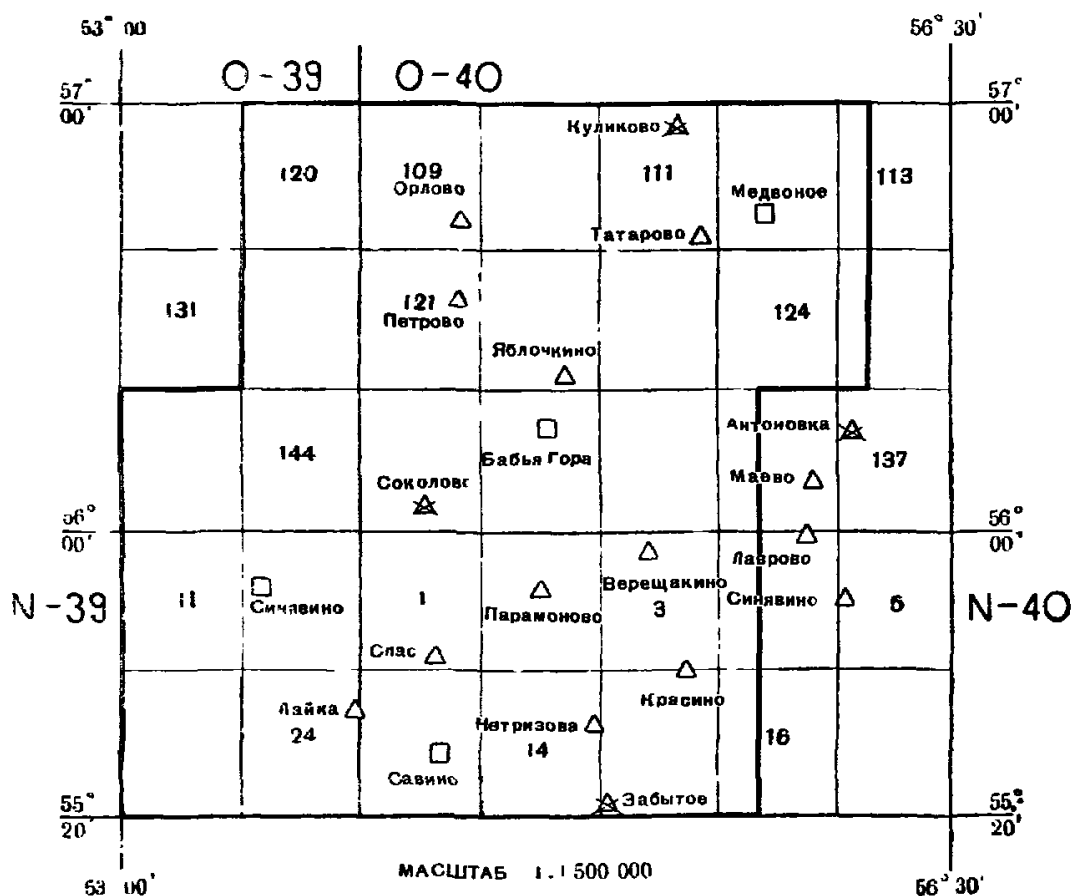 53° 00
56° 30'
O-39 O-40
57°
00'
57°
00'
Куликово
120
109
111
113
Орлово
Медвоное
Татарово
131
121
124
Петрово
Яблочкино
Антоновка
144
Бабья Гора
137
Соколово
Маево
56°
00'
56°
00'
Лаврово
Верещакино
N-39
11
Синявино
1
Парамоново
3
Синявино
6
N-40
Спас
Красино
Лайка
24
Нетризова
14
16
Савино
Забытое
55°
20'
55°
20'
МАСШТАБ 1:1 500 000
53° 00'
56° 30'